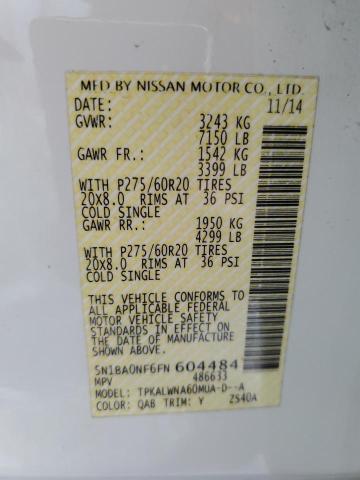 MFD BY NISSAN MOTOR CO., LTD.
DATE: 11/14
GVWR: 3243 KG
7150 LB
GAWR FR.: 1542 KG
3399 LB
WITH P275/60R20 TIRES
20X8.0 RIMS AT 36 PSI
COLD SINGLE
GAWR RR.: 1950 KG
4299 LB
WITH P275/60R20 TIRES
20X8.0 RIMS AT 36 PSI
COLD SINGLE
THIS VEHICLE CONFORMS TO
ALL APPLICABLE FEDERAL
MOTOR VEHICLE SAFETY
STANDARDS IN EFFECT ON
THE DATE OF MANUFACTURE
SHOWN ABOVE
5N1BA0NF6FN 604484
MPV 486633
MODEL: TPKALWNA60MUA-D--A
COLOR: QAB TRIM: Y ZS40A